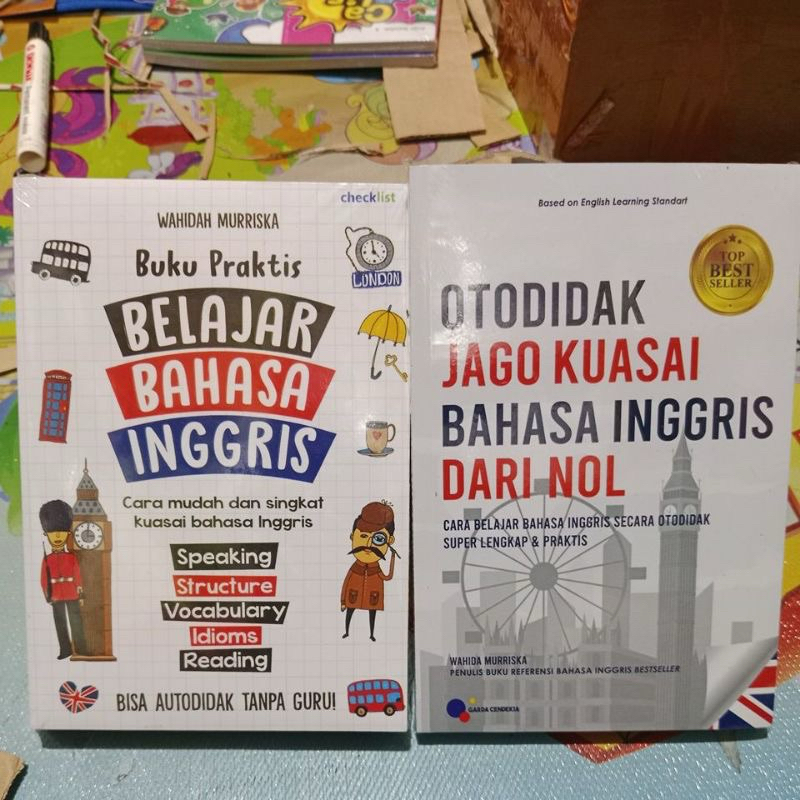 checklist
WAHIDAH MURRISKA
Buku Praktis
BELAJAR
BAHASA
INGGRIS
LONDON
Cara mudah dan singkat
kuasai bahasa Inggris
Speaking
Structure
Vocabulary
Idioms
Reading
BISA AUTODIDAK TANPA GURU!
Based on English Learning Standart
TOP
BEST
SELLER
OTODIDAK
JAGO KUASAI
BAHASA INGGRIS
DARI NOL
CARA BELAJAR BAHASA INGGRIS SECARA OTODIDAK
SUPER LENGKAP & PRAKTIS
WAHIDA MURRISKA
PENULIS BUKU REFERENSI BAHASA INGGRIS BESTSELLER
GARDA CENDEKIA